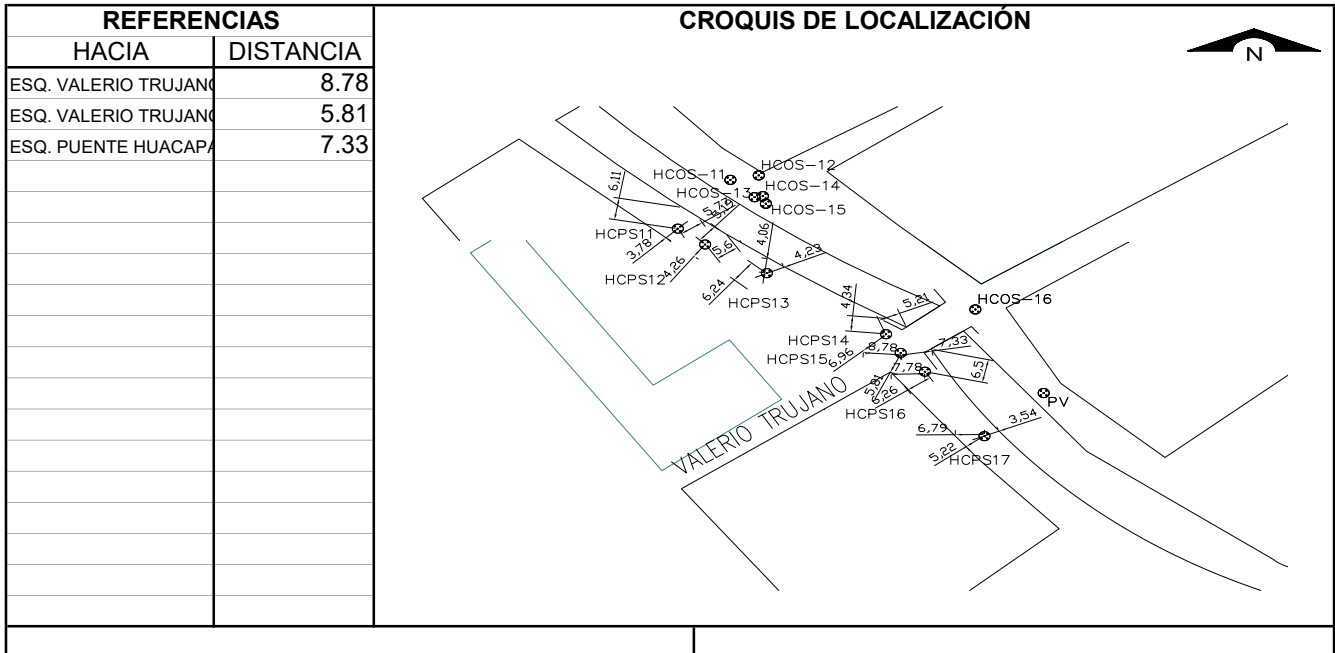 REFERENCIAS
HACIA DISTANCIA
ESQ. VALERIO TRUJANO 8.78
ESQ. VALERIO TRUJANO 5.81
ESQ. PUENTE HUACAPA 7.33
CROQUIS DE LOCALIZACIÓN
N
HCOS-12
HCOS-11
HCOS-14
HCOS-13
HCOS-15
6,11
5,72
5,12
HCPS11
3,78
4,06
4,23
5,6
HCPS12
4,26
6,24
HCPS13
HCOS-16
4,34
5,21
HCPS14
6,96
8,78
7,33
HCPS15
7,78
6,5
5,81
6,26
HCPS16
PV
VALERIO TRUJANO
6,79
3,54
5,22
HCPS17